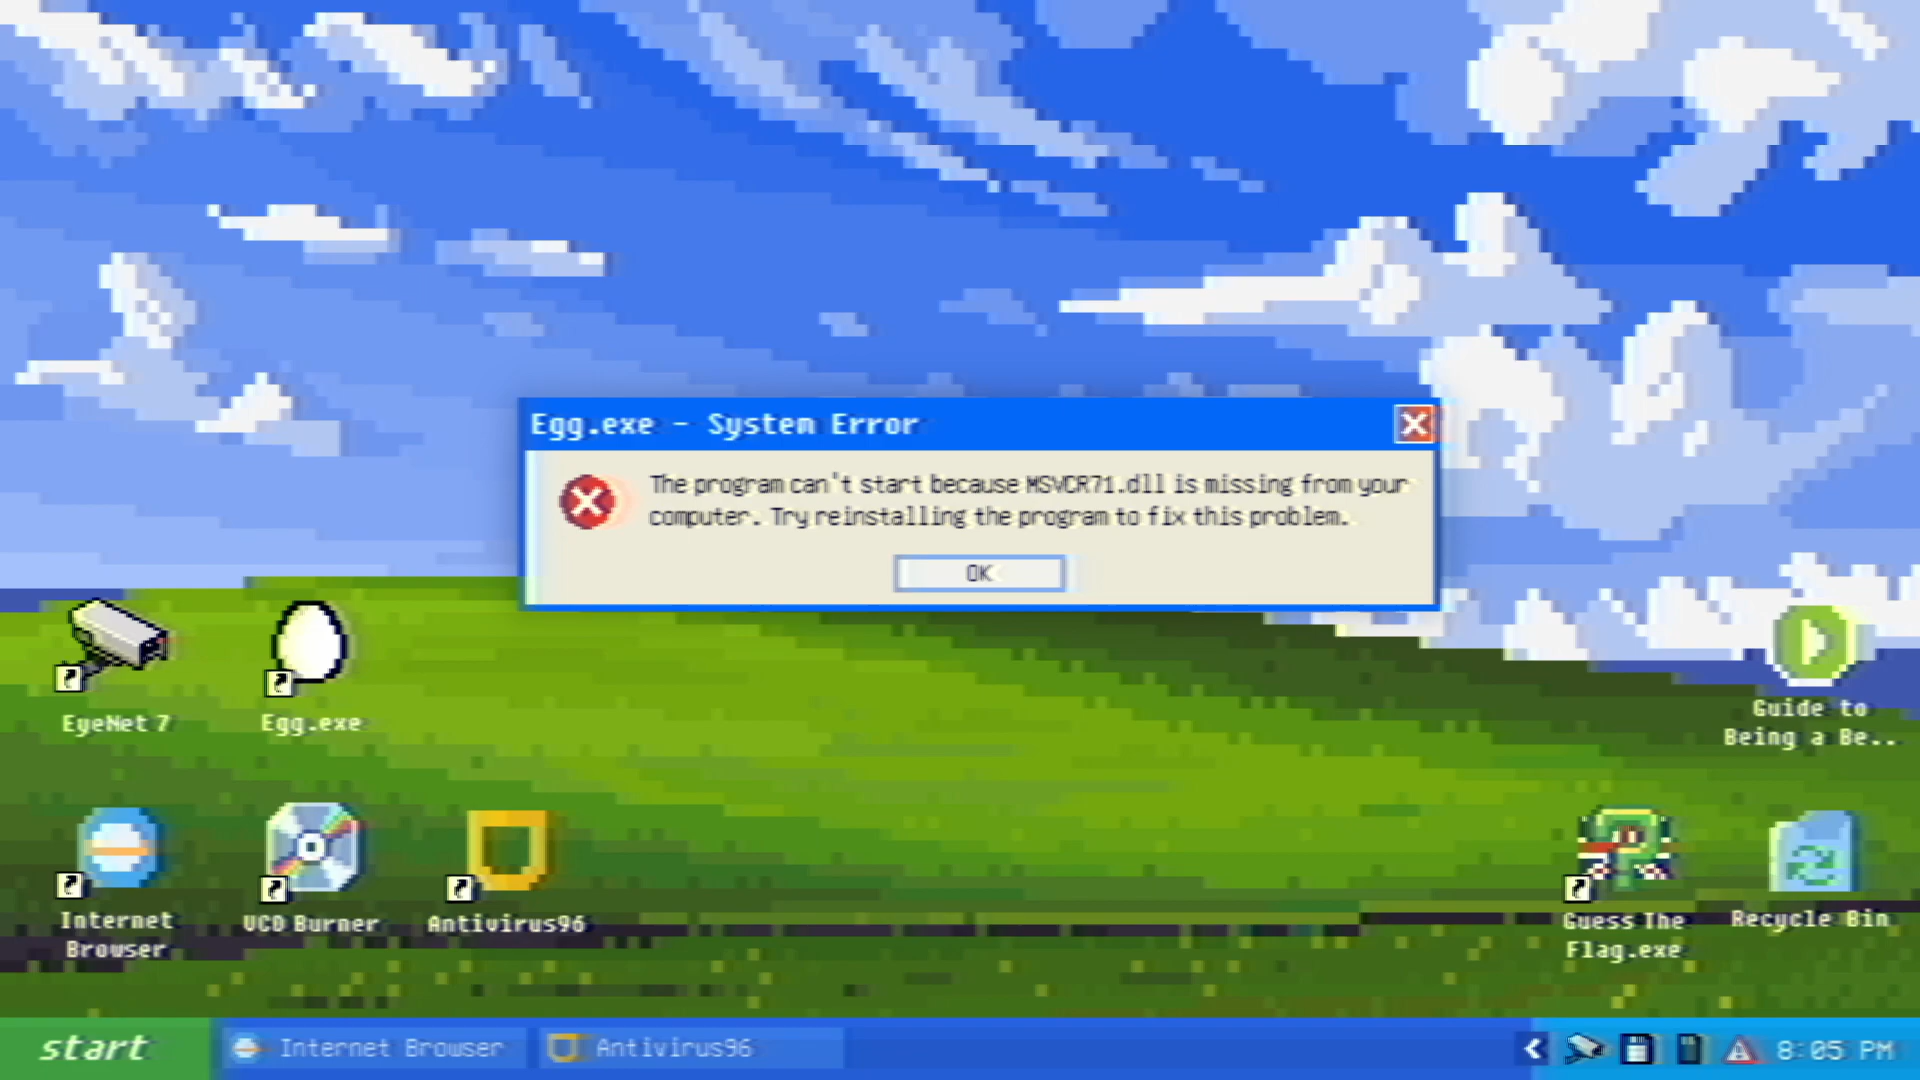 Egg.exe - System Error
The program can't start because MSVCR71.dll is missing from your
computer. Try reinstalling the program to fix this problem.
OK
EyeNet 7
Egg.exe
Guide to
Being a Be..
Internet
Browser
VCD Burner
Antivirus96
Guess The
Flag.exe
Recycle Bin
start
Internet Browser
Antivirus96
8:05 PM